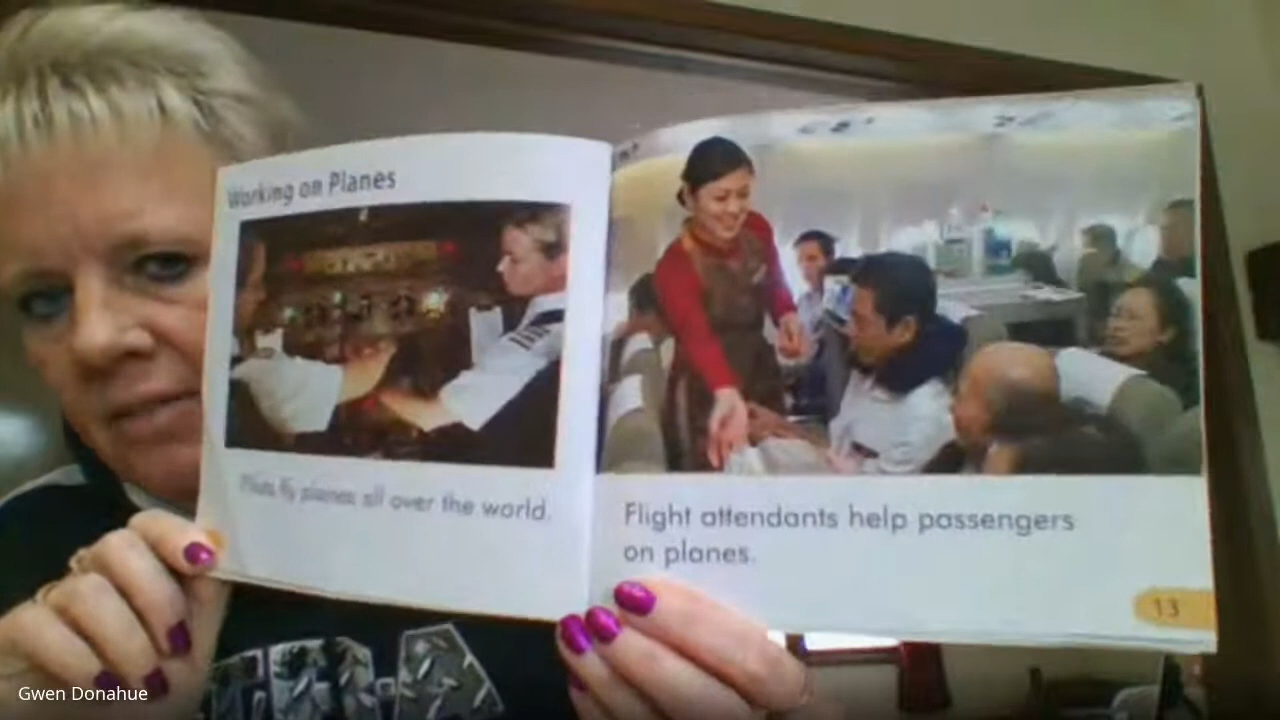 Working on Planes
Pilots fly planes all over the world.
Flight attendants help passengers
on planes.
13
Gwen Donahue